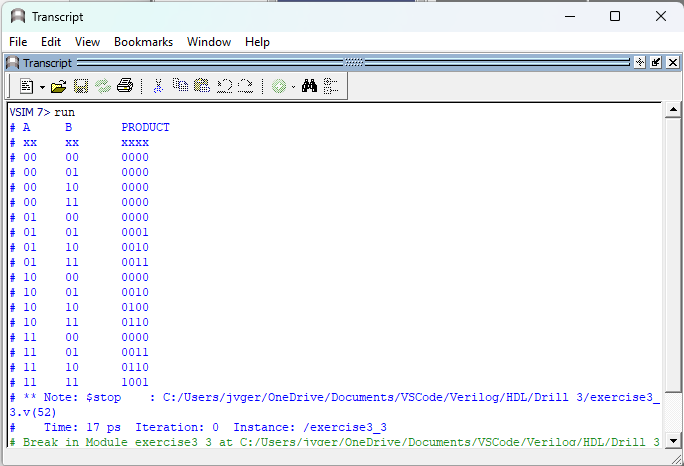 Transcript
File Edit View Bookmarks Window Help
Transcript
VSIM 7> run
# A B PRODUCT
# xx xx xxxx
# 00 00 0000
# 00 01 0000
# 00 10 0000
# 00 11 0000
# 01 00 0000
# 01 01 0001
# 01 10 0010
# 01 11 0011
# 10 00 0000
# 10 01 0010
# 10 10 0100
# 10 11 0110
# 11 00 0000
# 11 01 0011
# 11 10 0110
# 11 11 1001
# ** Note: $stop : C:/Users/jvger/OneDrive/Documents/VSCode/Verilog/HDL/Drill 3/exercise3_
3.v(52)
# Time: 17 ps Iteration: 0 Instance: /exercise3_3
# Break in Module exercise3_3 at C:/Users/jvger/OneDrive/Documents/VSCode/Verilog/HDL/Drill 3